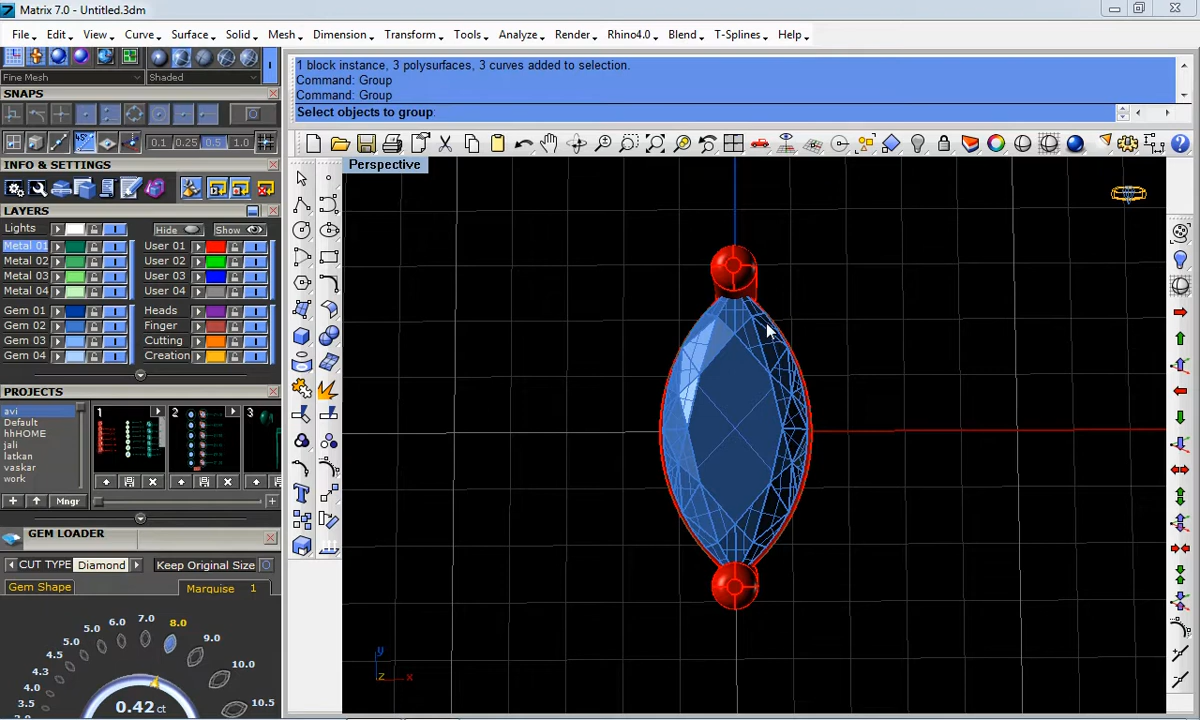 Matrix 7.0 - Untitled.3dm
File Edit View Curve Surface Solid Mesh Dimension Transform Tools Analyze Render Rhino4.0 Blend T-Splines Help
Fine Mesh Shaded
1 block instance, 3 polysurfaces, 3 curves added to selection.
Command: Group
Command: Group
Select objects to group:
SNAPS
45°
0.1 0.25 0.5 1.0
INFO & SETTINGS
LAYERS
Lights Hide Show
Metal 01 User 01
Metal 02 User 02
Metal 03 User 03
Metal 04 User 04
Gem 01 Heads
Gem 02 Finger
Gem 03 Cutting
Gem 04 Creation
PROJECTS
avi
Default
hhHOME
jali
latkan
vaskar
work
1 2 3
Mngr
GEM LOADER
CUT TYPE Diamond Keep Original Size
Gem Shape Marquise 1
3.5 4.0 4.3 4.5 5.0 5.0 6.0 7.0 8.0 9.0 10.0 10.5
0.42 ct
Perspective
y
z x